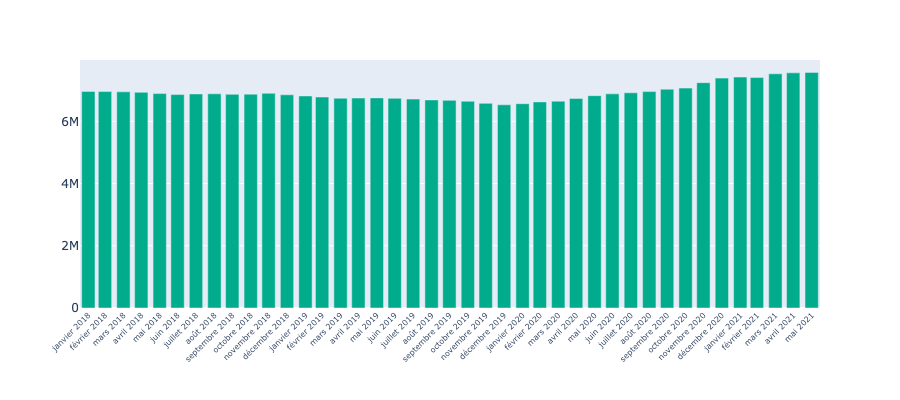 6M
4M
2M
0
janvier 2018
février 2018
mars 2018
avril 2018
mai 2018
juin 2018
juillet 2018
août 2018
septembre 2018
octobre 2018
novembre 2018
décembre 2018
janvier 2019
février 2019
mars 2019
avril 2019
mai 2019
juin 2019
juillet 2019
août 2019
septembre 2019
octobre 2019
novembre 2019
décembre 2019
janvier 2020
février 2020
mars 2020
avril 2020
mai 2020
juin 2020
juillet 2020
août 2020
septembre 2020
octobre 2020
novembre 2020
décembre 2020
janvier 2021
février 2021
mars 2021
avril 2021
mai 2021